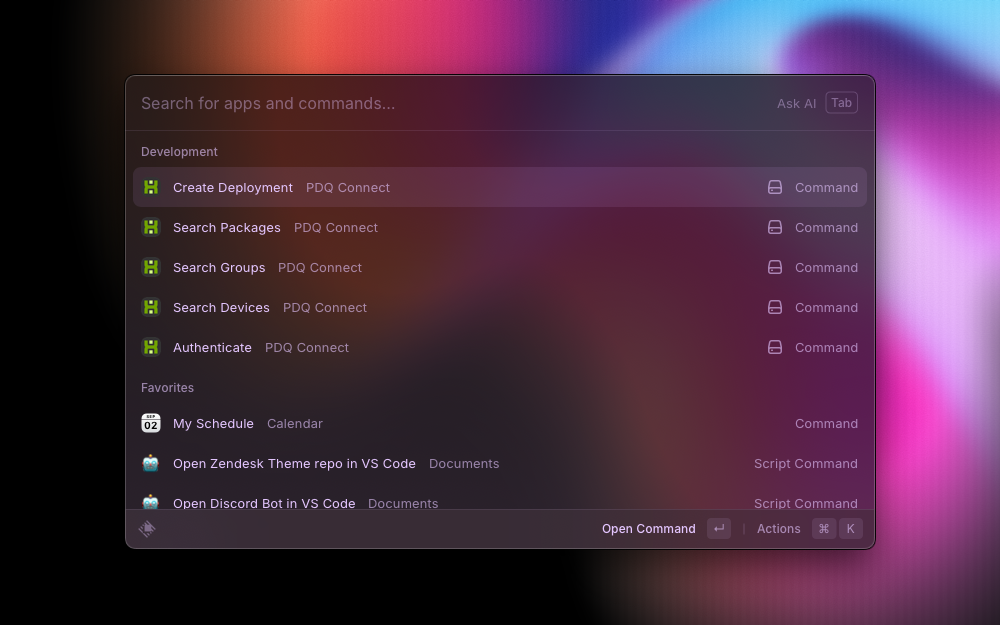 Search for apps and commands...
Ask AI Tab
Development
Create Deployment PDQ Connect Command
Search Packages PDQ Connect Command
Search Groups PDQ Connect Command
Search Devices PDQ Connect Command
Authenticate PDQ Connect Command
Favorites
SEP
02
My Schedule Calendar Command
Open Zendesk Theme repo in VS Code Documents Script Command
Open Discord Bot in VS Code Documents Script Command
Open Command ↵ | Actions ⌘ K